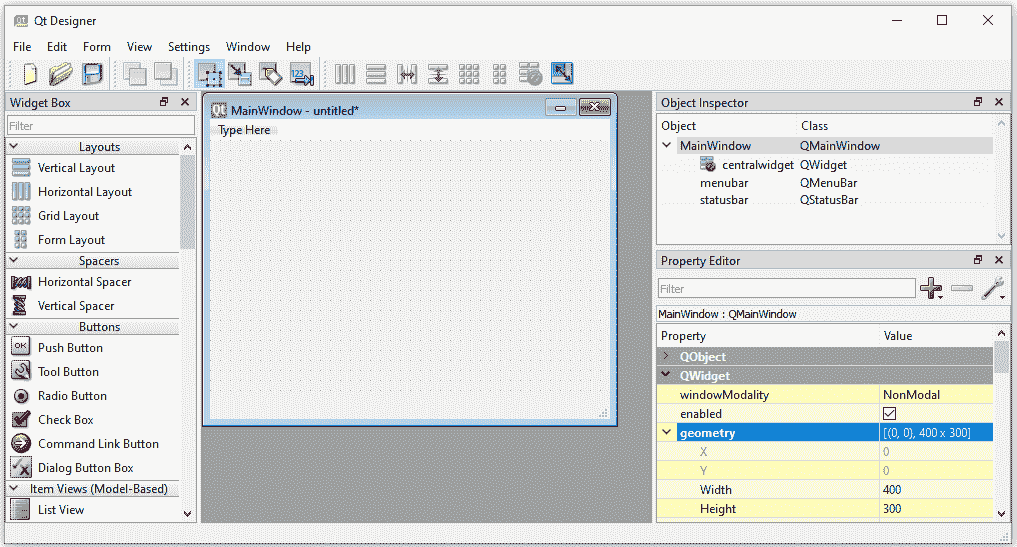 Qt Designer
File Edit Form View Settings Window Help
123
Widget Box
Filter
Layouts
Vertical Layout
Horizontal Layout
Grid Layout
Form Layout
Spacers
Horizontal Spacer
Vertical Spacer
Buttons
OK Push Button
Tool Button
Radio Button
Check Box
Command Link Button
Dialog Button Box
Item Views (Model-Based)
List View
Qt MainWindow - untitled*
Type Here
Object Inspector
Object Class
MainWindow QMainWindow
centralwidget QWidget
menubar QMenuBar
statusbar QStatusBar
Property Editor
Filter
MainWindow : QMainWindow
Property Value
QObject
QWidget
windowModality NonModal
enabled
geometry [(0, 0), 400 x 300]
X 0
Y 0
Width 400
Height 300